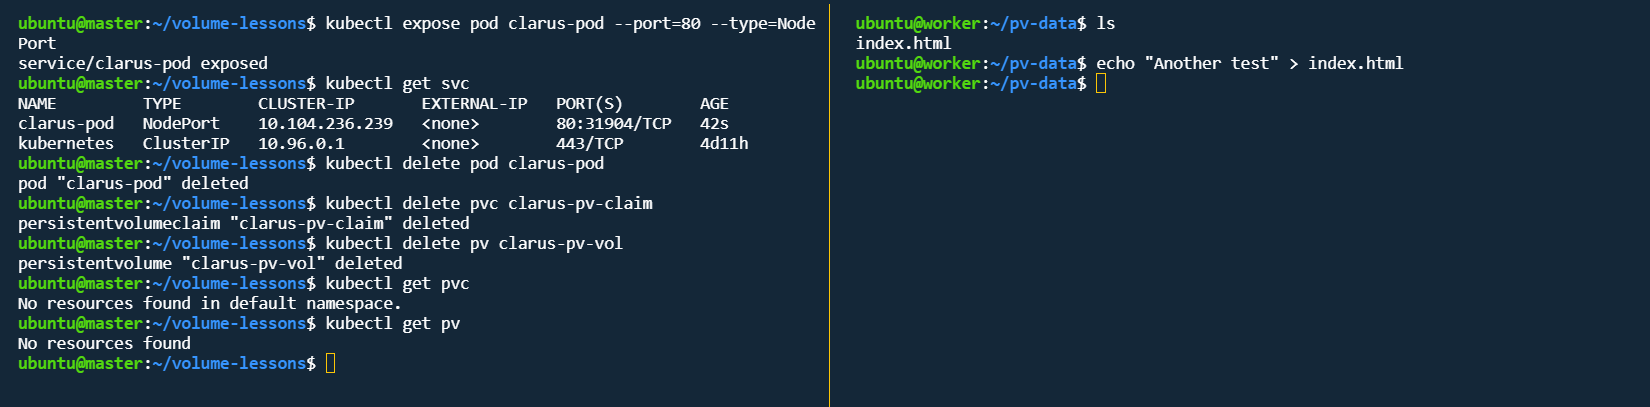 ubuntu@master:~/volume-lessons$ kubectl expose pod clarus-pod --port=80 --type=Node
Port
service/clarus-pod exposed
ubuntu@master:~/volume-lessons$ kubectl get svc
NAME         TYPE        CLUSTER-IP       EXTERNAL-IP   PORT(S)        AGE
clarus-pod   NodePort    10.104.236.239   <none>        80:31904/TCP   42s
kubernetes   ClusterIP   10.96.0.1        <none>        443/TCP        4d11h
ubuntu@master:~/volume-lessons$ kubectl delete pod clarus-pod
pod "clarus-pod" deleted
ubuntu@master:~/volume-lessons$ kubectl delete pvc clarus-pv-claim
persistentvolumeclaim "clarus-pv-claim" deleted
ubuntu@master:~/volume-lessons$ kubectl delete pv clarus-pv-vol
persistentvolume "clarus-pv-vol" deleted
ubuntu@master:~/volume-lessons$ kubectl get pvc
No resources found in default namespace.
ubuntu@master:~/volume-lessons$ kubectl get pv
No resources found
ubuntu@master:~/volume-lessons$
ubuntu@worker:~/pv-data$ ls
index.html
ubuntu@worker:~/pv-data$ echo "Another test" > index.html
ubuntu@worker:~/pv-data$